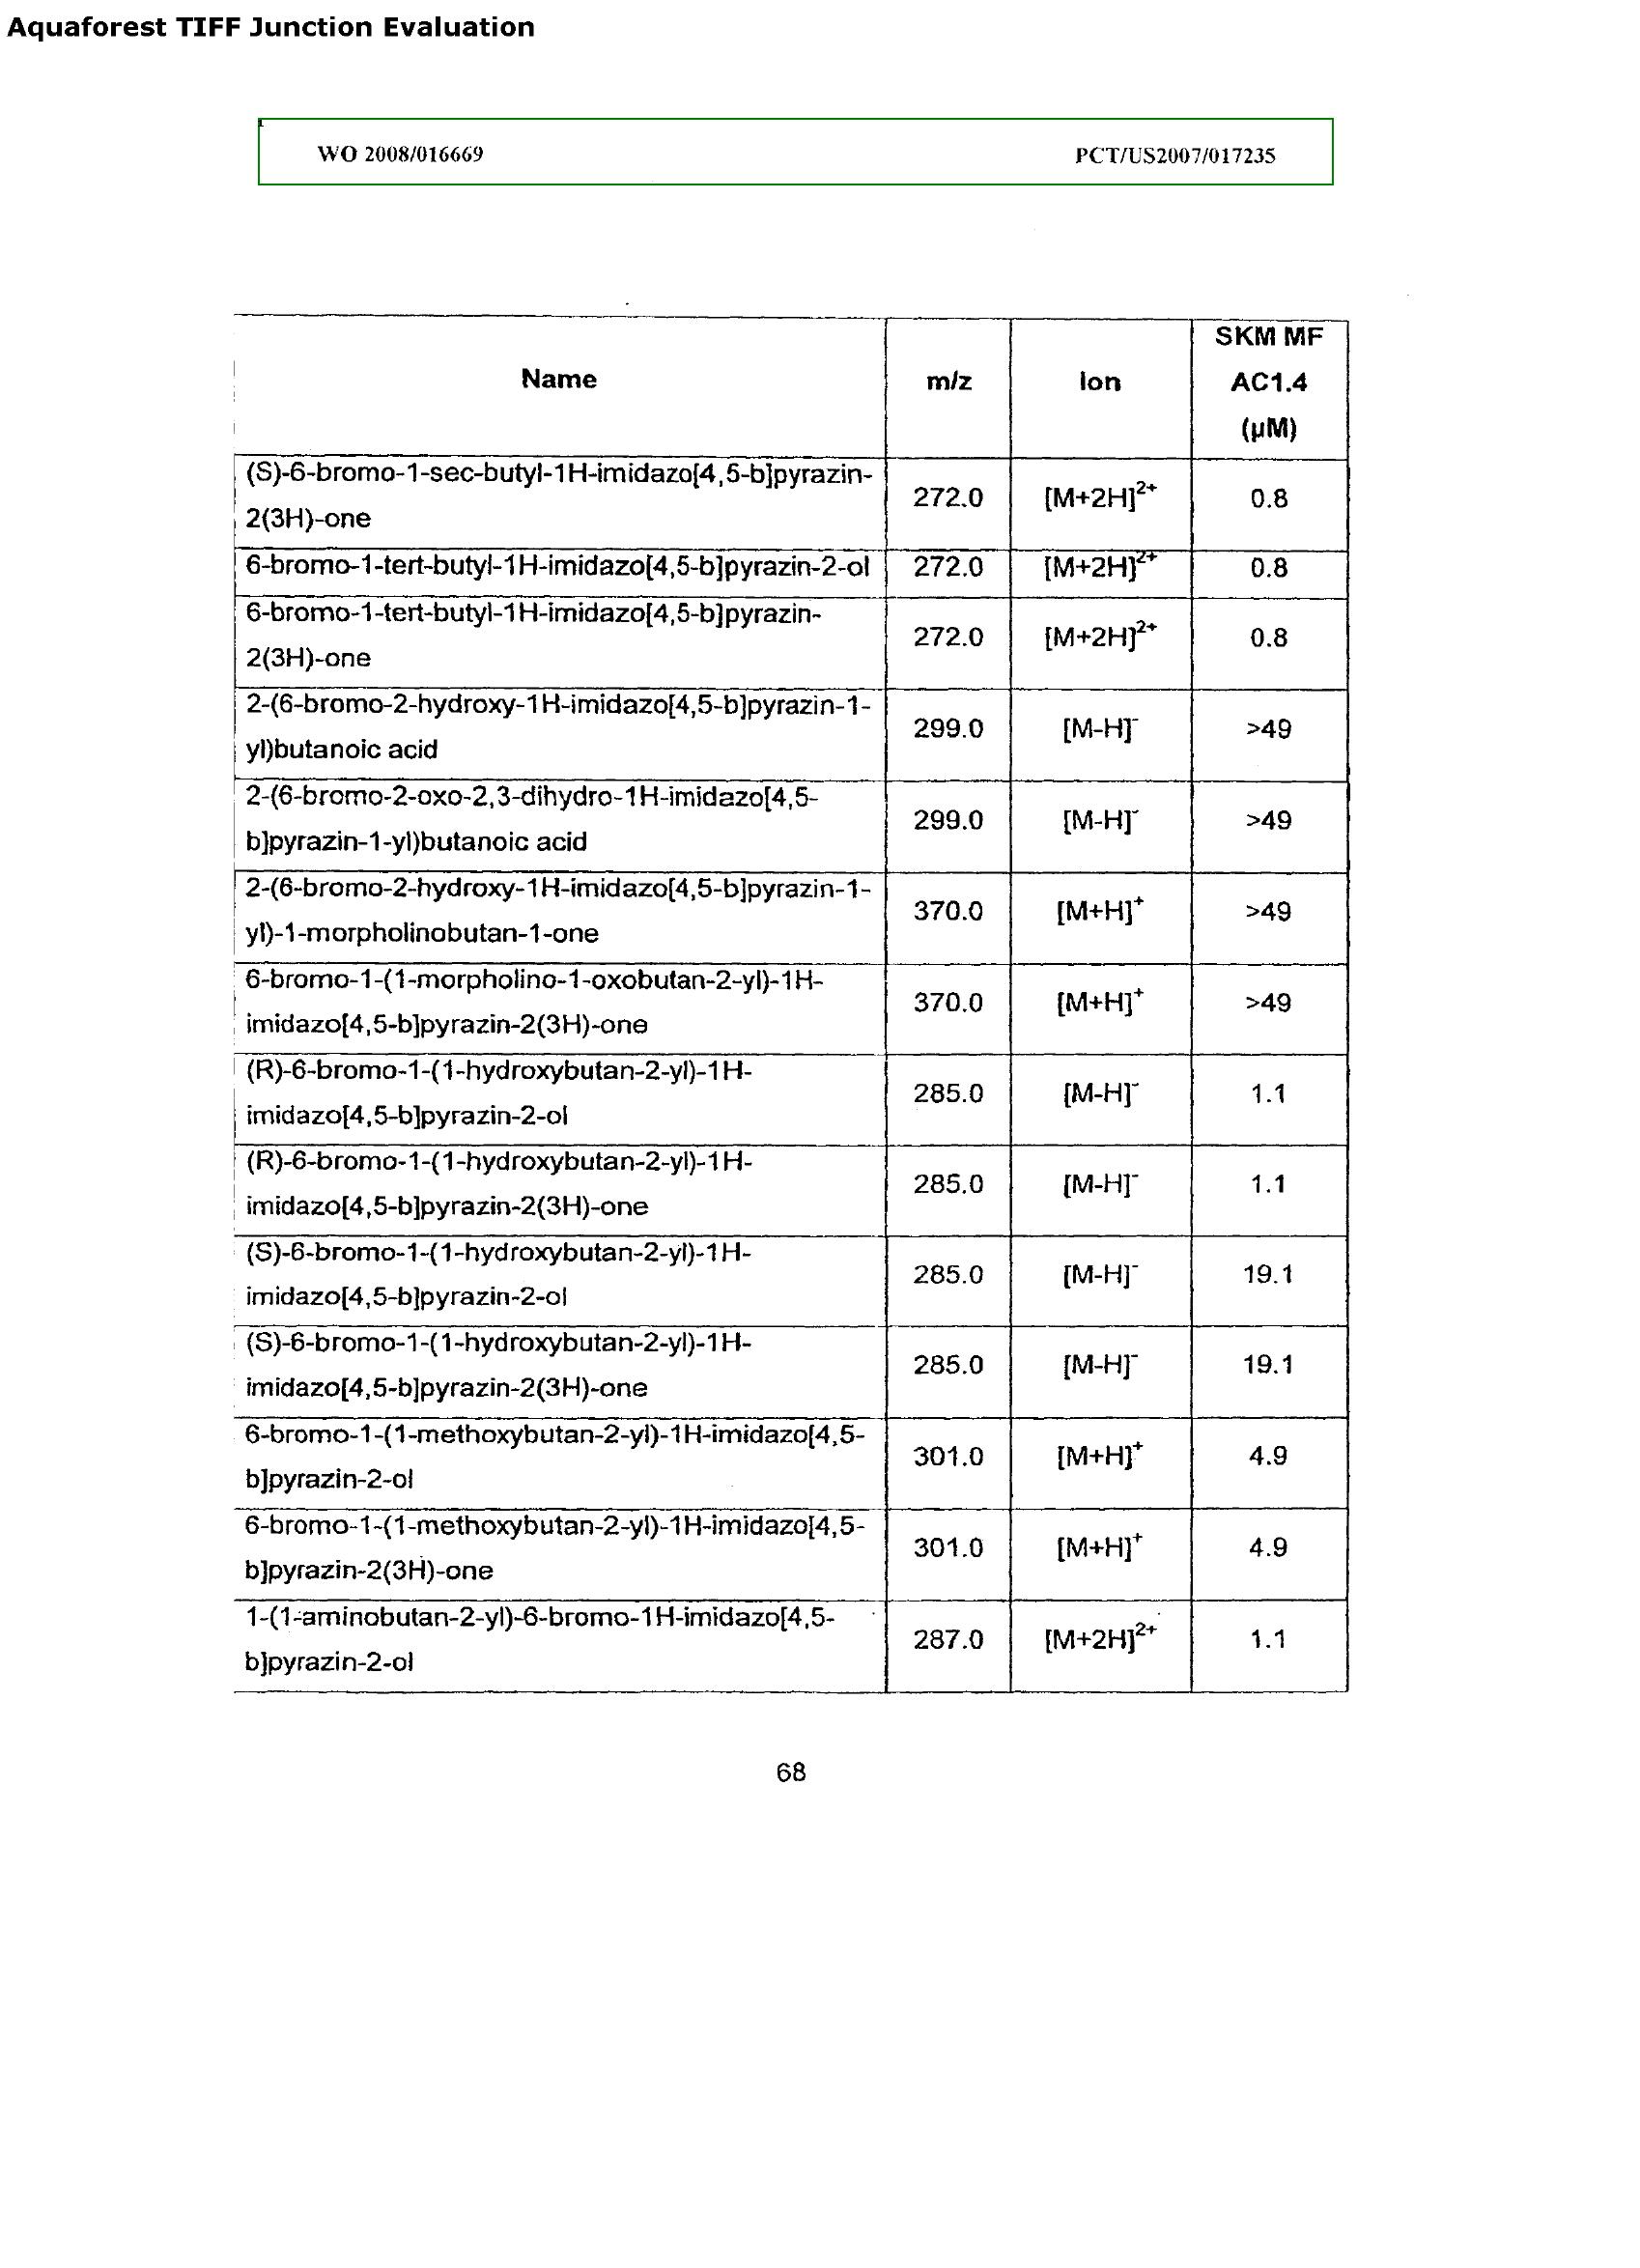 Aquaforest TIFF Junction Evaluation
WO 2008/016669 PCT/US2007/017235
Name m/z Ion SKM MF AC1.4 (µM)
(S)-6-bromo-1-sec-butyl-1H-imidazo[4,5-b]pyrazin-
2(3H)-one 272.0 [M+2H]²⁺ 0.8
6-bromo-1-tert-butyl-1H-imidazo[4,5-b]pyrazin-2-ol 272.0 [M+2H]²⁺ 0.8
6-bromo-1-tert-butyl-1H-imidazo[4,5-b]pyrazin-
2(3H)-one 272.0 [M+2H]²⁺ 0.8
2-(6-bromo-2-hydroxy-1H-imidazo[4,5-b]pyrazin-1-
yl)butanoic acid 299.0 [M-H]⁻ >49
2-(6-bromo-2-oxo-2,3-dihydro-1H-imidazo[4,5-
b]pyrazin-1-yl)butanoic acid 299.0 [M-H]⁻ >49
2-(6-bromo-2-hydroxy-1H-imidazo[4,5-b]pyrazin-1-
yl)-1-morpholinobutan-1-one 370.0 [M+H]⁺ >49
6-bromo-1-(1-morpholino-1-oxobutan-2-yl)-1H-
imidazo[4,5-b]pyrazin-2(3H)-one 370.0 [M+H]⁺ >49
(R)-6-bromo-1-(1-hydroxybutan-2-yl)-1H-
imidazo[4,5-b]pyrazin-2-ol 285.0 [M-H]⁻ 1.1
(R)-6-bromo-1-(1-hydroxybutan-2-yl)-1H-
imidazo[4,5-b]pyrazin-2(3H)-one 285.0 [M-H]⁻ 1.1
(S)-6-bromo-1-(1-hydroxybutan-2-yl)-1H-
imidazo[4,5-b]pyrazin-2-ol 285.0 [M-H]⁻ 19.1
(S)-6-bromo-1-(1-hydroxybutan-2-yl)-1H-
imidazo[4,5-b]pyrazin-2(3H)-one 285.0 [M-H]⁻ 19.1
6-bromo-1-(1-methoxybutan-2-yl)-1H-imidazo[4,5-
b]pyrazin-2-ol 301.0 [M+H]⁺ 4.9
6-bromo-1-(1-methoxybutan-2-yl)-1H-imidazo[4,5-
b]pyrazin-2(3H)-one 301.0 [M+H]⁺ 4.9
1-(1-aminobutan-2-yl)-6-bromo-1H-imidazo[4,5-
b]pyrazin-2-ol 287.0 [M+2H]²⁺ 1.1
68